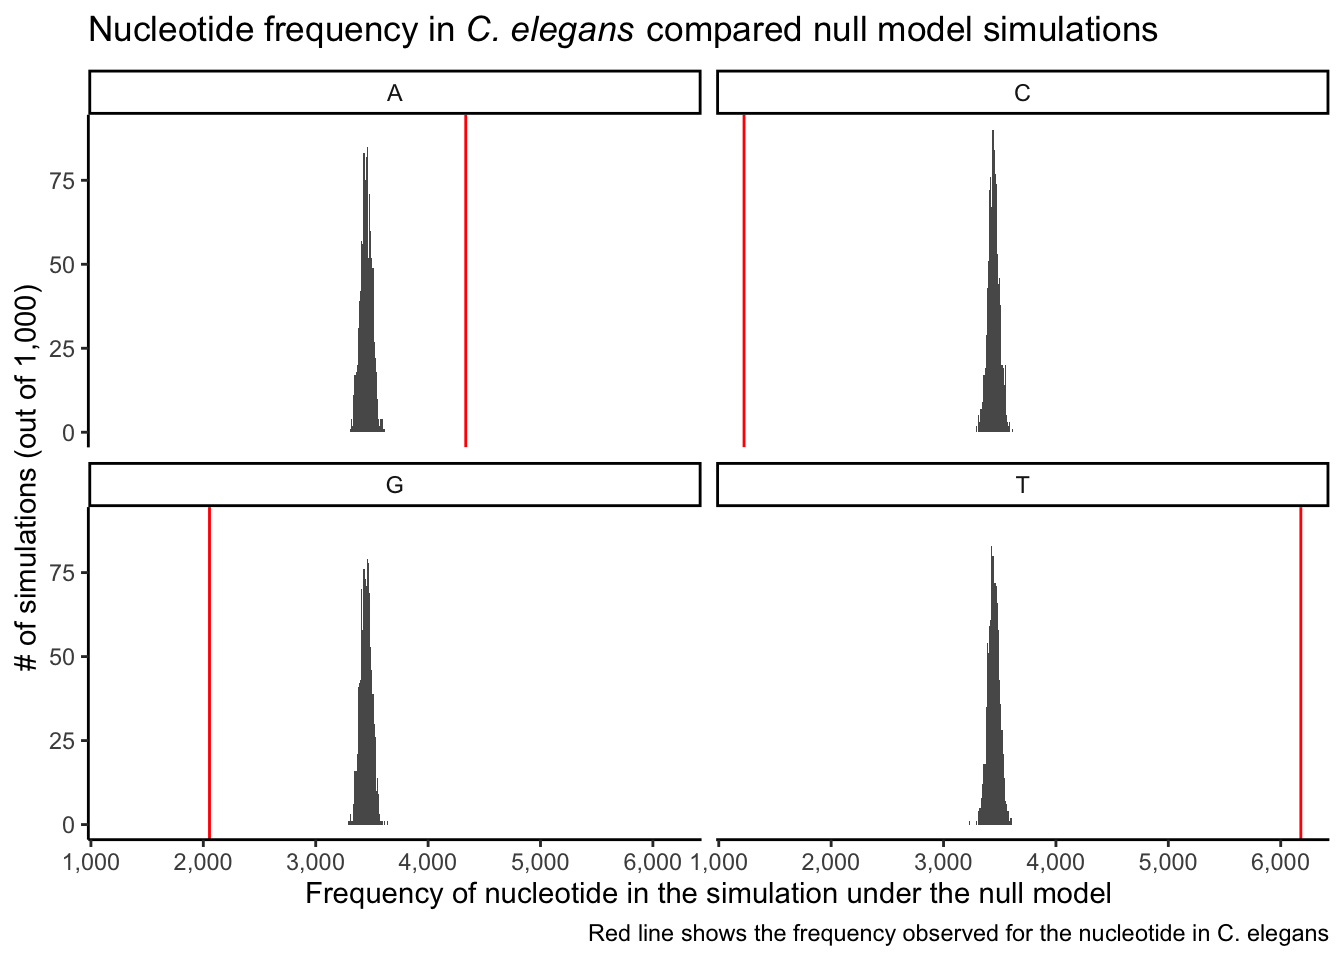 Nucleotide frequency in C. elegans compared null model simulations
A
C
75
50
25
0
G
T
75
50
25
0
# of simulations (out of 1,000)
1,000 2,000 3,000 4,000 5,000 6,000 1,000 2,000 3,000 4,000 5,000 6,000
Frequency of nucleotide in the simulation under the null model
Red line shows the frequency observed for the nucleotide in C. elegans